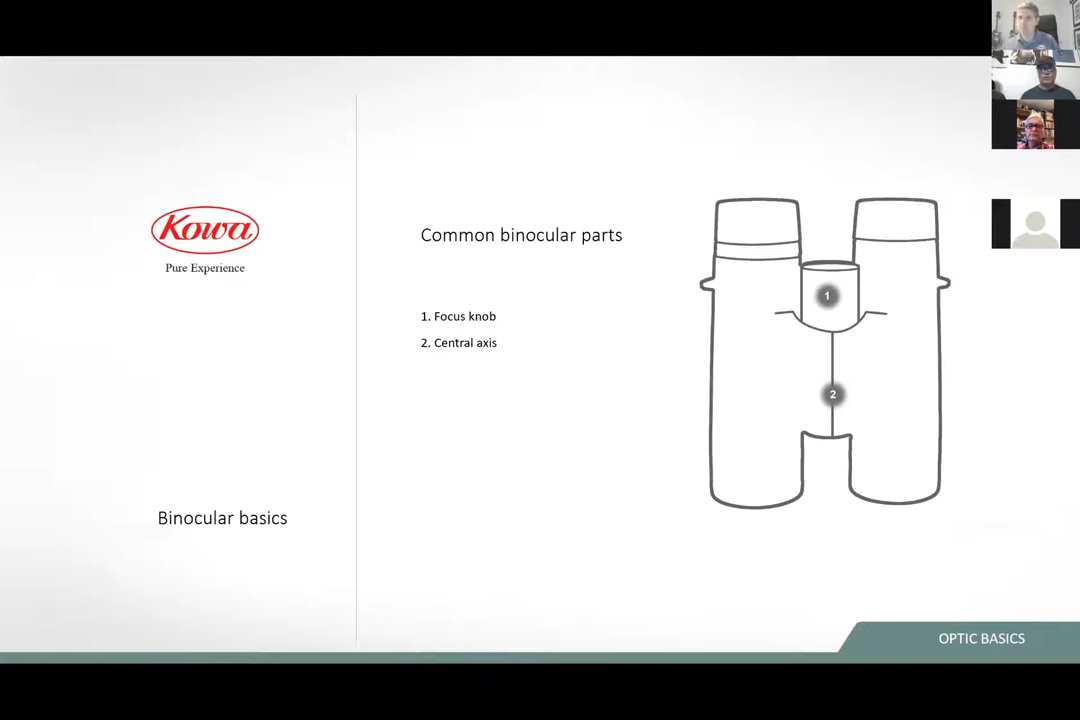 Kowa
Pure Experience
Common binocular parts
1. Focus knob
2. Central axis
1
2
Binocular basics
OPTIC BASICS